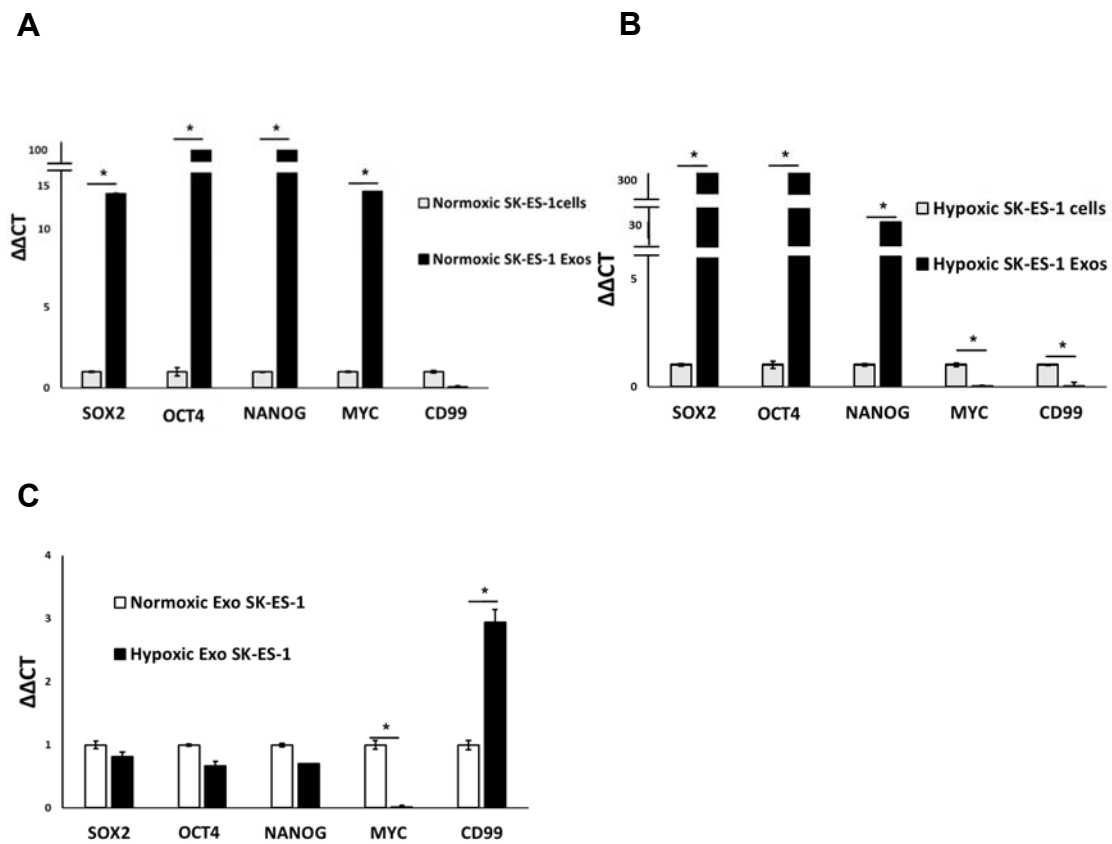 A
B
* * * *
100
15
10
5
0
ΔΔCT
Normoxic SK-ES-1cells
Normoxic SK-ES-1 Exos
SOX2 OCT4 NANOG MYC CD99
* * * * *
300
30
5
0
ΔΔCT
Hypoxic SK-ES-1 cells
Hypoxic SK-ES-1 Exos
SOX2 OCT4 NANOG MYC CD99
C
4
3
2
1
0
ΔΔCT
Normoxic Exo SK-ES-1
Hypoxic Exo SK-ES-1
* *
SOX2 OCT4 NANOG MYC CD99